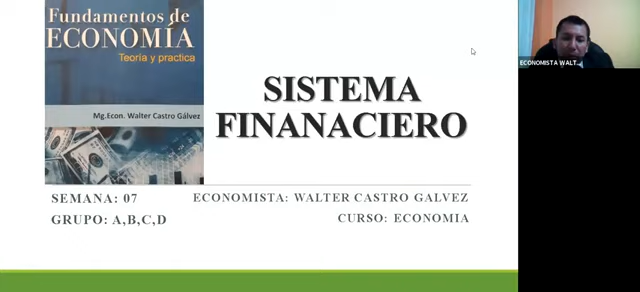 Fundamentos de
ECONOMÍA
Teoría y practica
Mg.Econ. Walter Castro Gálvez
SISTEMA
FINANACIERO
SEMANA: 07
GRUPO: A,B,C,D
ECONOMISTA: WALTER CASTRO GALVEZ
CURSO: ECONOMIA
ECONOMISTA WALT...